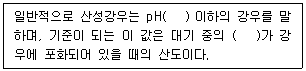 일반적으로 산성강우는 pH(   ) 이하의 강우를 말
하며, 기준이 되는 이 값은 대기 중의 (   )가 강
우에 포화되어 있을 때의 산도이다.